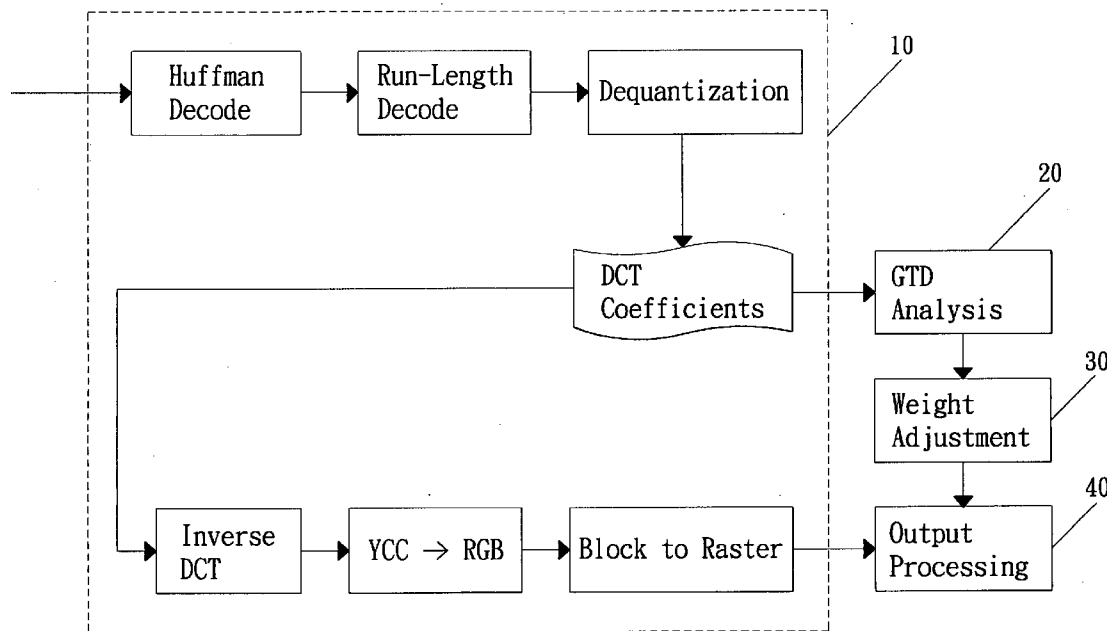 Huffman
Decode
Run-Length
Decode
Dequantization
10
20
DCT
Coefficients
GTD
Analysis
30
Weight
Adjustment
40
Inverse
DCT
YCC → RGB
Block to Raster
Output
Processing